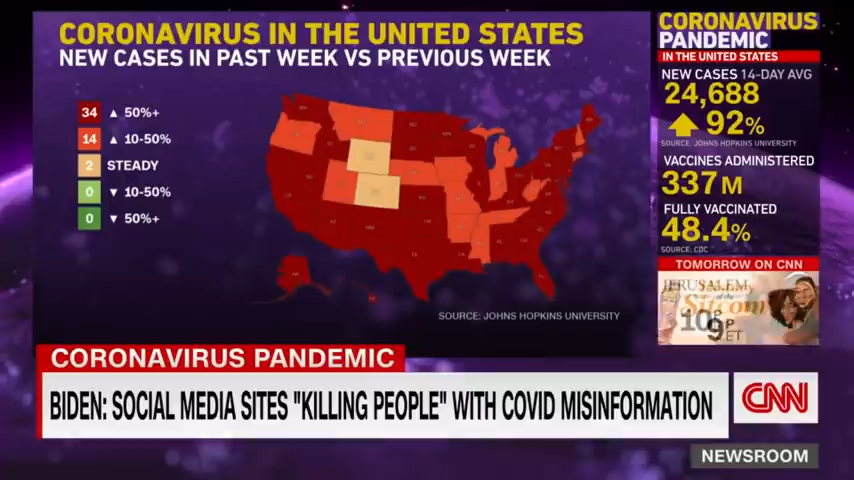 CORONAVIRUS IN THE UNITED STATES
NEW CASES IN PAST WEEK VS PREVIOUS WEEK
34 ▲ 50%+
14 ▲ 10-50%
2 STEADY
0 ▼ 10-50%
0 ▼ 50%+
SOURCE: JOHNS HOPKINS UNIVERSITY
CORONAVIRUS
PANDEMIC
IN THE UNITED STATES
NEW CASES 14-DAY AVG
24,688
92%
SOURCE: JOHNS HOPKINS UNIVERSITY
VACCINES ADMINISTERED
337M
FULLY VACCINATED
48.4%
SOURCE: CDC
TOMORROW ON CNN
CORONAVIRUS PANDEMIC
BIDEN: SOCIAL MEDIA SITES "KILLING PEOPLE" WITH COVID MISINFORMATION
CNN
NEWSROOM